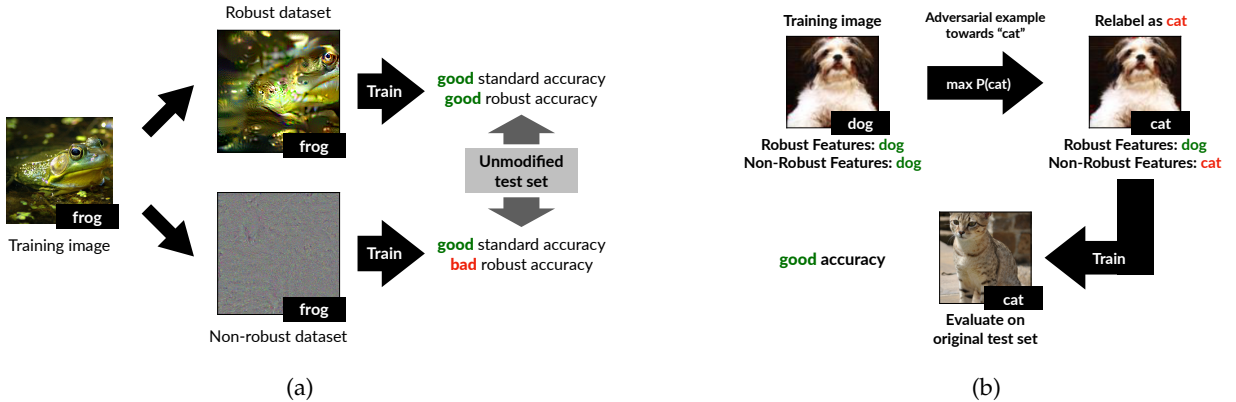 Robust dataset
frog
Train
good standard accuracy
good robust accuracy
Unmodified
test set
frog
Training image
frog
Non-robust dataset
Train
good standard accuracy
bad robust accuracy
(a)
Training image
dog
Robust Features: dog
Non-Robust Features: dog
Adversarial example
towards “cat”
max P(cat)
Relabel as cat
cat
Robust Features: dog
Non-Robust Features: cat
Train
cat
Evaluate on
original test set
good accuracy
(b)